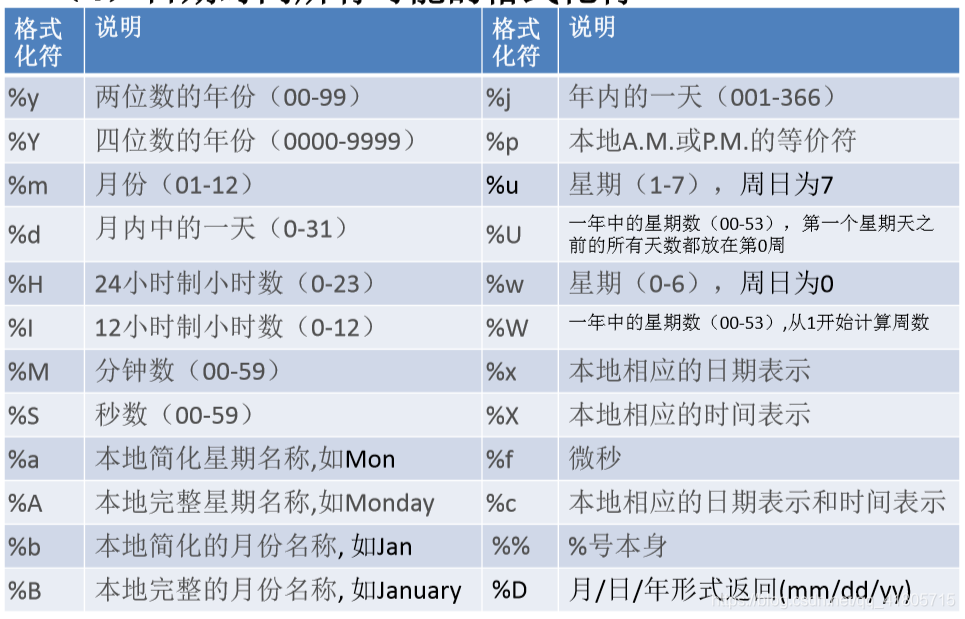 格式 说明 格式 说明
化符 化符
%y 两位数的年份（00-99） %j 年内的一天（001-366）
%Y 四位数的年份（0000-9999） %p 本地A.M.或P.M.的等价符
%m 月份（01-12） %u 星期（1-7），周日为7
%d 月内中的一天（0-31） %U 一年中的星期数（00-53），第一个星期天之
前的所有天数都放在第0周
%H 24小时制小时数（0-23） %w 星期（0-6），周日为0
%I 12小时制小时数（0-12） %W 一年中的星期数（00-53）,从1开始计算周数
%M 分钟数（00-59） %x 本地相应的日期表示
%S 秒数（00-59） %X 本地相应的时间表示
%a 本地简化星期名称,如Mon %f 微秒
%A 本地完整星期名称,如Monday %c 本地相应的日期表示和时间表示
%b 本地简化的月份名称, 如Jan %% %号本身
%B 本地完整的月份名称, 如January %D 月/日/年形式返回(mm/dd/yy)